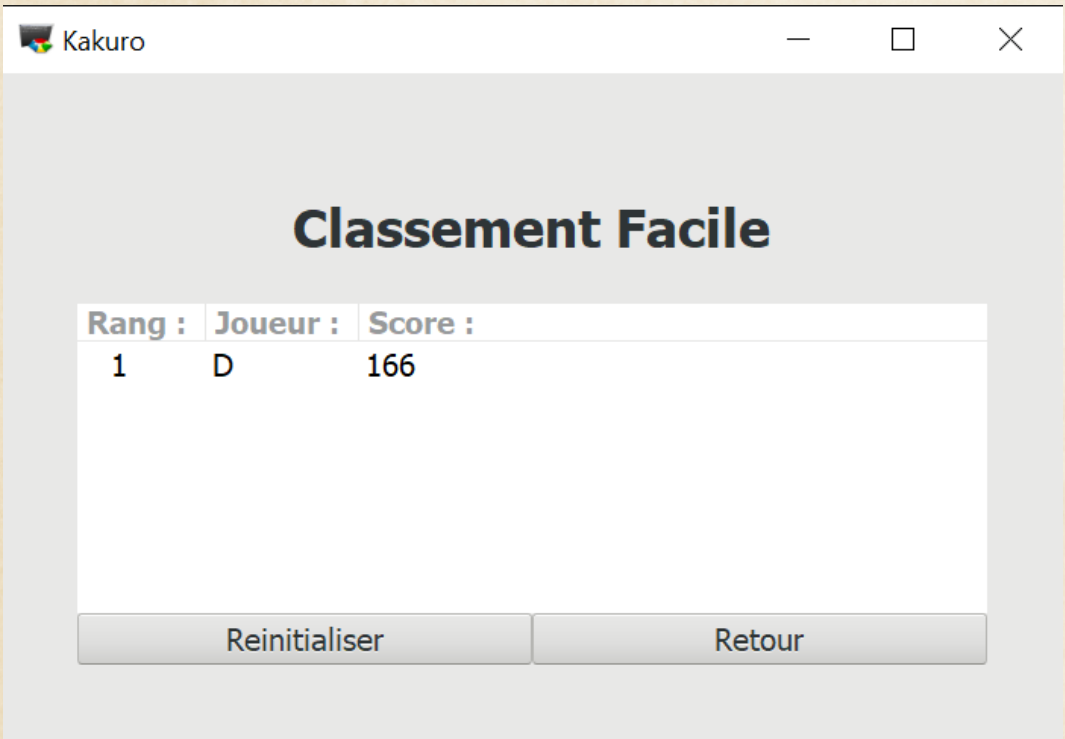 Kakuro
Classement Facile
Rang : Joueur : Score :
1 D 166
Reinitialiser Retour